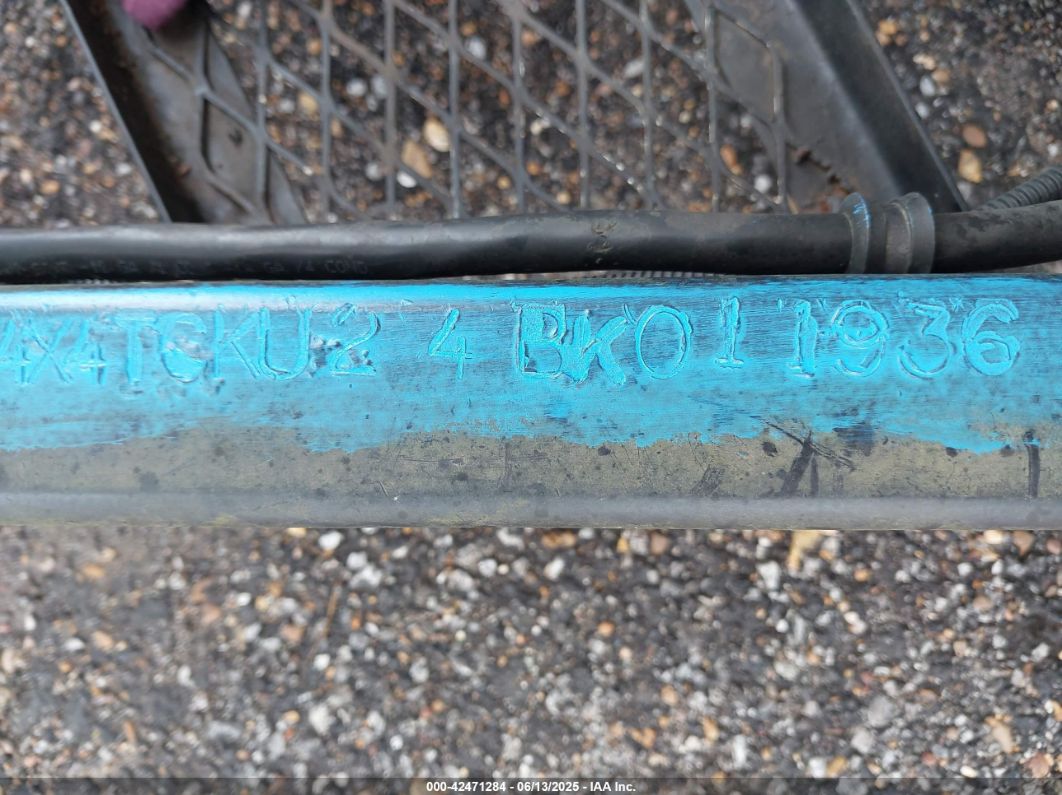 4X4TCKU2 4 BK011936
000-42471284 - 06/13/2025 - IAA Inc.